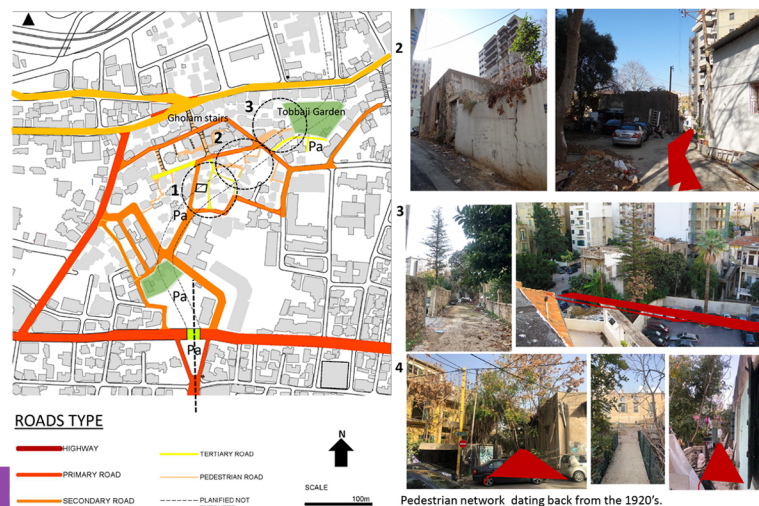 Gholam stairs
3
Tobbaji Garden
2
Pa
1
Pa
Pa
Pa
ROADS TYPE
HIGHWAY
PRIMARY ROAD
SECONDARY ROAD
TERTIARY ROAD
PEDESTRIAN ROAD
PLANIFIED NOT
N
SCALE
100m
2
3
4
Pedestrian network dating back from the 1920's.